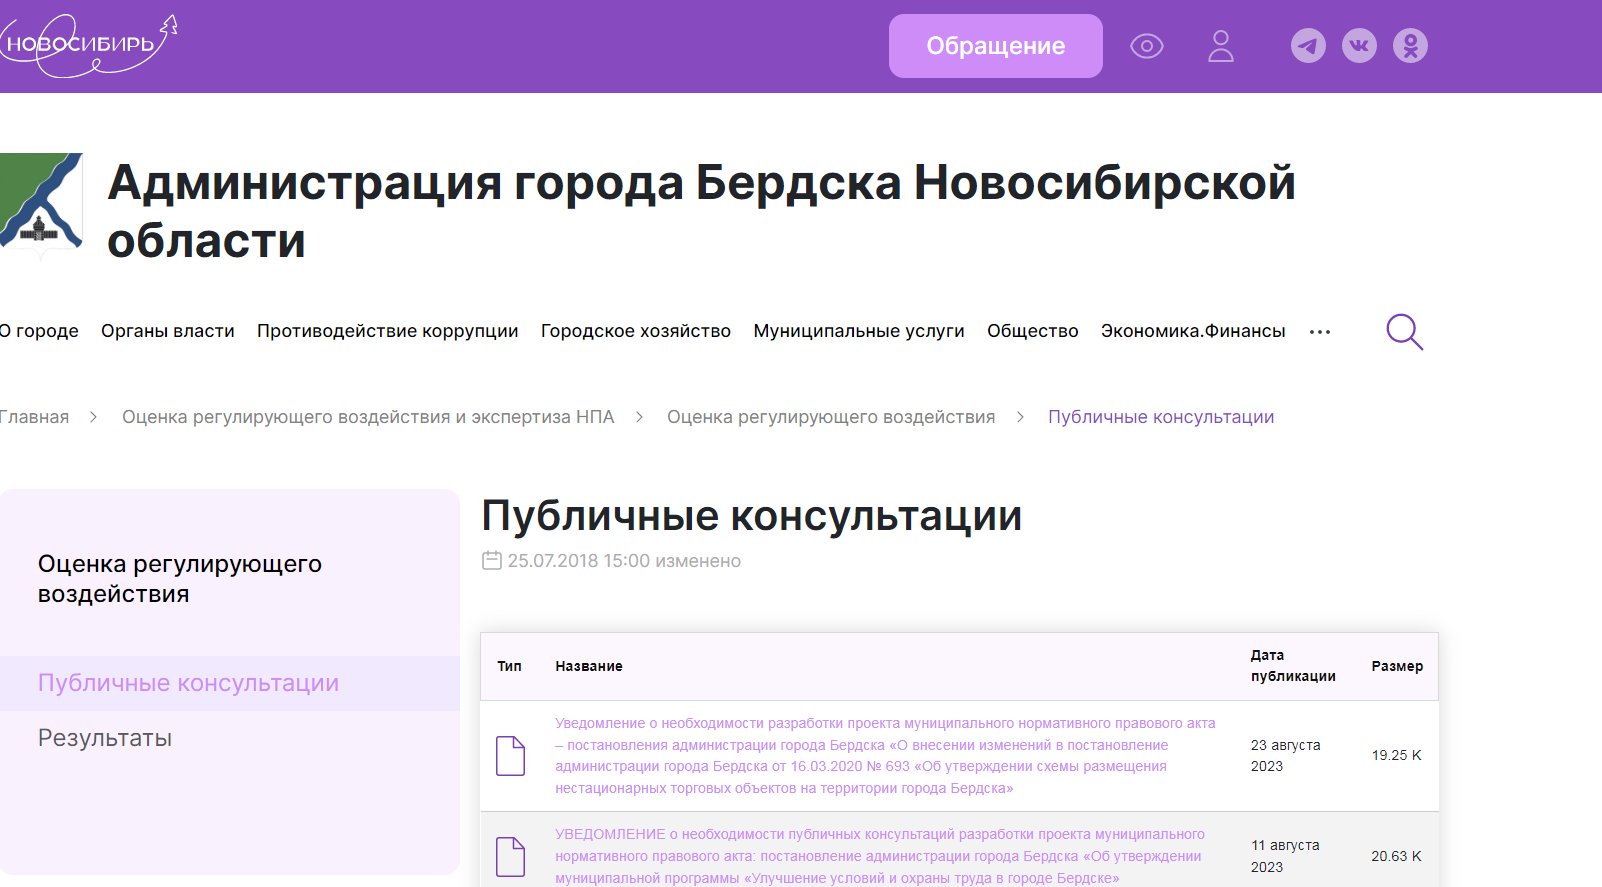 НОВОСИБИРЬ
Обращение
Администрация города Бердска Новосибирской
области
О городе Органы власти Противодействие коррупции Городское хозяйство Муниципальные услуги Общество Экономика.Финансы ...
Главная > Оценка регулирующего воздействия и экспертиза НПА > Оценка регулирующего воздействия > Публичные консультации
Оценка регулирующего
воздействия
Публичные консультации
Результаты
Публичные консультации
25.07.2018 15:00 изменено
Тип Название Дата публикации Размер
Уведомление о необходимости разработки проекта муниципального нормативного правового акта
– постановления администрации города Бердска «О внесении изменений в постановление
администрации города Бердска от 16.03.2020 № 693 «Об утверждении схемы размещения
нестационарных торговых объектов на территории города Бердска»
23 августа
2023
19.25 K
УВЕДОМЛЕНИЕ о необходимости публичных консультаций разработки проекта муниципального
нормативного правового акта: постановление администрации города Бердска «Об утверждении
муниципальной программы «Улучшение условий и охраны труда в городе Бердске»
11 августа
2023
20.63 K